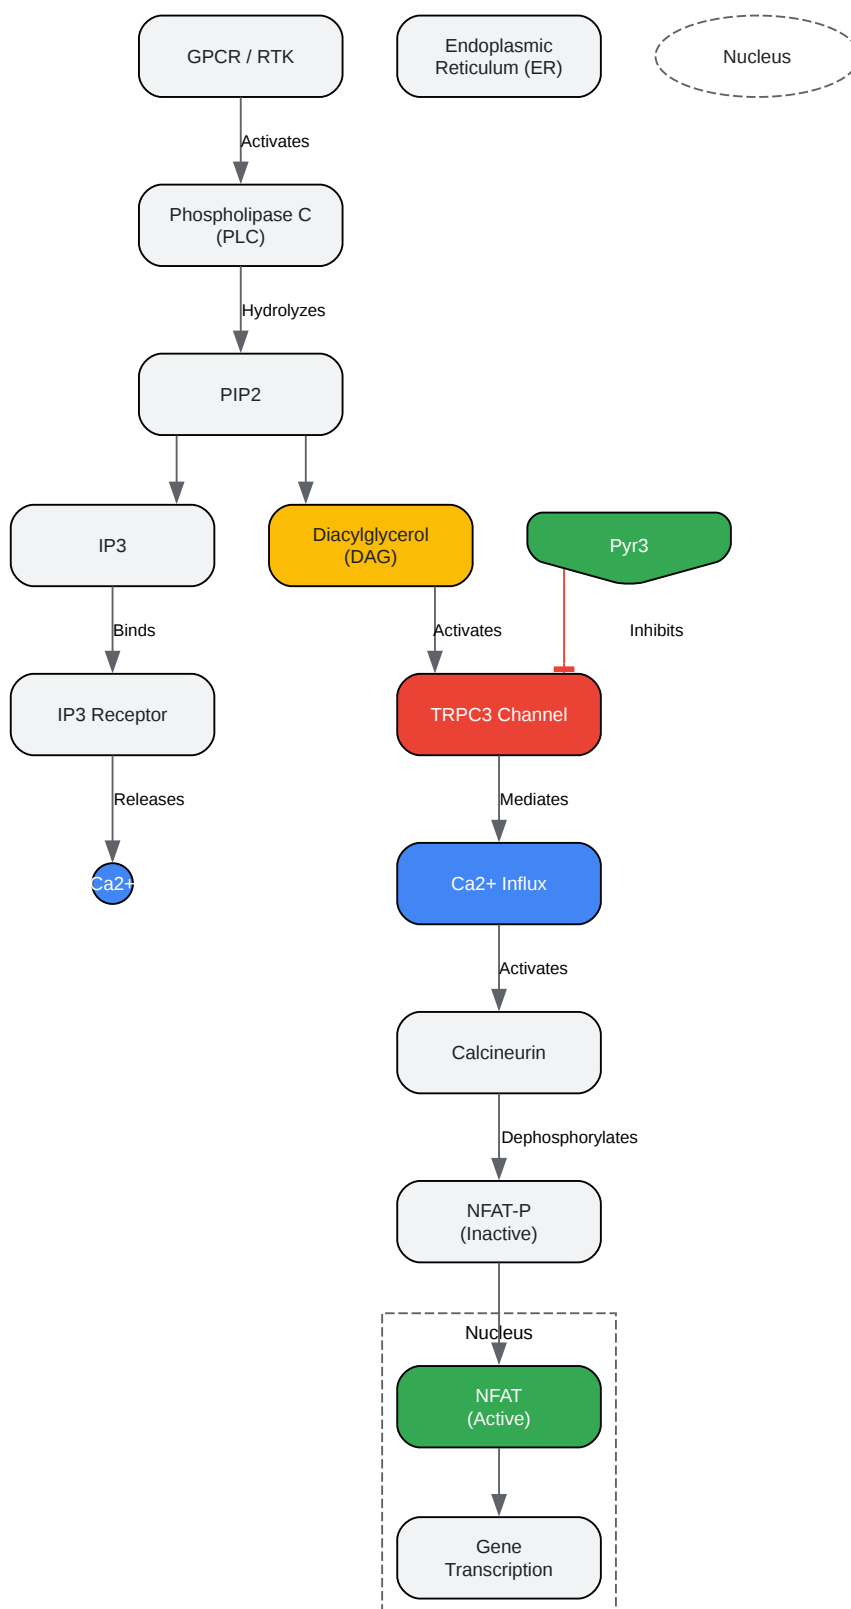 GPCR / RTK
Endoplasmic
Reticulum (ER)
Nucleus
Activates
Phospholipase C
(PLC)
Hydrolyzes
PIP2
IP3
Diacylglycerol
(DAG)
Pyr3
Binds
Activates
Inhibits
IP3 Receptor
TRPC3 Channel
Releases
Mediates
Ca2+
Ca2+ Influx
Activates
Calcineurin
Dephosphorylates
NFAT-P
(Inactive)
Nucleus
NFAT
(Active)
Gene
Transcription